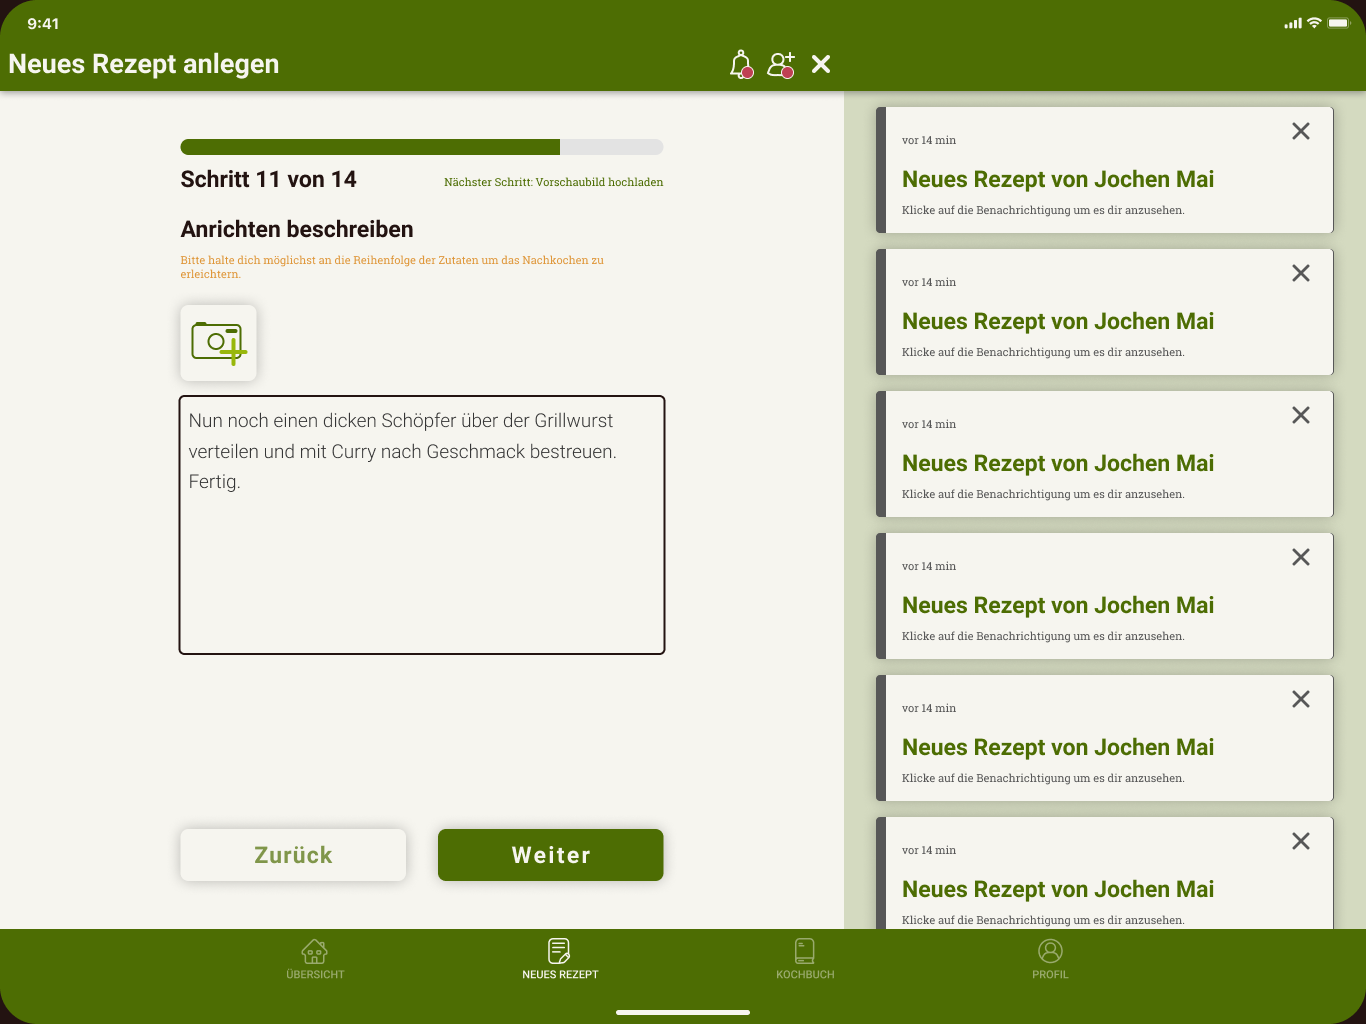 9:41
Neues Rezept anlegen
Schritt 11 von 14
Nächster Schritt: Vorschaubild hochladen
Anrichten beschreiben
Bitte halte dich möglichst an die Reihenfolge der Zutaten um das Nachkochen zu
erleichtern.
Nun noch einen dicken Schöpfer über der Grillwurst
verteilen und mit Curry nach Geschmack bestreuen.
Fertig.
Zurück
Weiter
vor 14 min
Neues Rezept von Jochen Mai
Klicke auf die Benachrichtigung um es dir anzusehen.
vor 14 min
Neues Rezept von Jochen Mai
Klicke auf die Benachrichtigung um es dir anzusehen.
vor 14 min
Neues Rezept von Jochen Mai
Klicke auf die Benachrichtigung um es dir anzusehen.
vor 14 min
Neues Rezept von Jochen Mai
Klicke auf die Benachrichtigung um es dir anzusehen.
vor 14 min
Neues Rezept von Jochen Mai
Klicke auf die Benachrichtigung um es dir anzusehen.
vor 14 min
Neues Rezept von Jochen Mai
Klicke auf die Benachrichtigung um es dir anzusehen.
ÜBERSICHT
NEUES REZEPT
KOCHBUCH
PROFIL